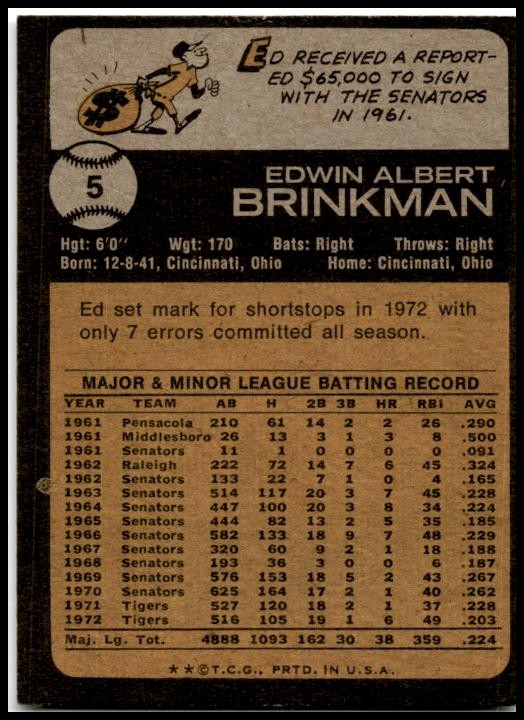 ED RECEIVED A REPORT-
ED $65,000 TO SIGN
WITH THE SENATORS
IN 1961.
5
EDWIN ALBERT
BRINKMAN
Hgt: 6'0" Wgt: 170 Bats: Right Throws: Right
Born: 12-8-41, Cincinnati, Ohio Home: Cincinnati, Ohio
Ed set mark for shortstops in 1972 with
only 7 errors committed all season.
MAJOR & MINOR LEAGUE BATTING RECORD
YEAR TEAM AB H 2B 3B HR RBI AVG
1961 Pensacola 210 61 14 2 2 26 .290
1961 Middlesboro 26 13 3 1 3 8 .500
1961 Senators 11 1 0 0 0 0 .091
1962 Raleigh 222 72 14 7 6 45 .324
1962 Senators 133 22 7 1 0 4 .165
1963 Senators 514 117 20 3 7 45 .228
1964 Senators 447 100 20 3 8 34 .224
1965 Senators 444 82 13 2 5 35 .185
1966 Senators 582 133 18 9 7 48 .229
1967 Senators 320 60 9 2 1 18 .188
1968 Senators 193 36 3 0 0 6 .187
1969 Senators 576 153 18 5 2 43 .267
1970 Senators 625 164 17 2 1 40 .262
1971 Tigers 527 120 18 2 1 37 .228
1972 Tigers 516 105 19 1 6 49 .203
Maj. Lg. Tot. 4888 1093 162 30 38 359 .224
**©T.C.G., PRTD. IN U.S.A.